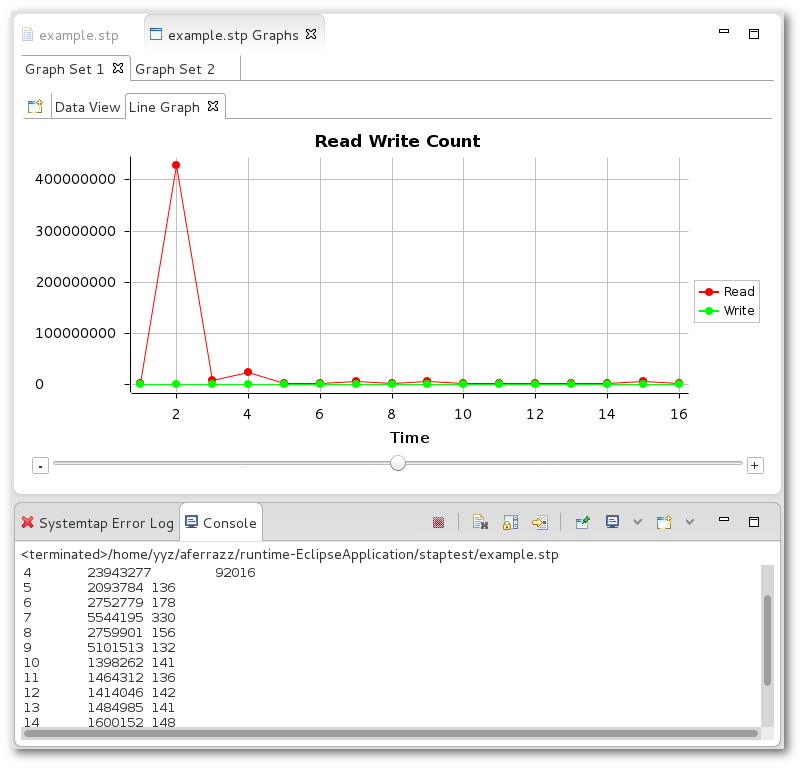 example.stp example.stp Graphs
Graph Set 1 Graph Set 2
Data View Line Graph
Read Write Count
400000000
300000000
200000000
100000000
0
Read
Write
2 4 6 8 10 12 14 16
Time
- +
Systemtap Error Log Console
<terminated>/home/yyz/aferrazz/runtime-EclipseApplication/staptest/example.stp
4 23943277 92016
5 2093784 136
6 2752779 178
7 5544195 330
8 2759901 156
9 5101513 132
10 1398262 141
11 1464312 136
12 1414046 142
13 1484985 141
14 1600152 148